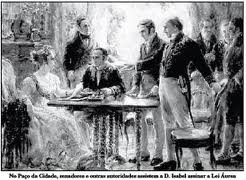 No Paço da Cidade, senadores e outras autoridades assistem a D. Isabel assinar a Lei Áurea